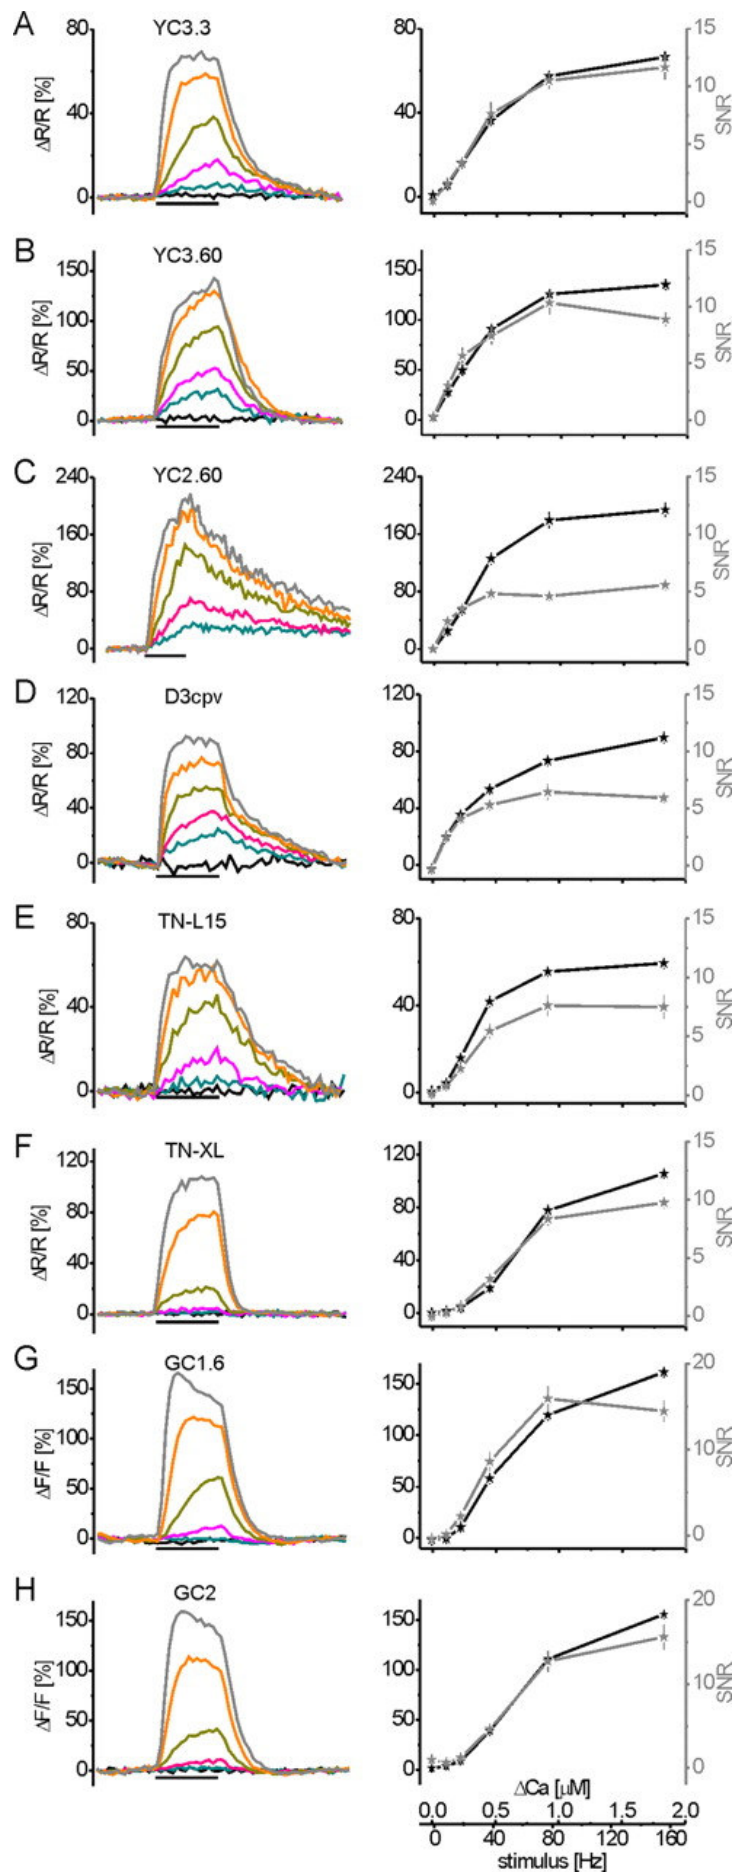 A
YC3.3
80
40
0
ΔR/R [%]
80
40
0
15
10
5
0
SNR
B
YC3.60
150
100
50
0
ΔR/R [%]
150
100
50
0
15
10
5
0
SNR
C
YC2.60
240
160
80
0
ΔR/R [%]
240
160
80
0
15
10
5
0
SNR
D
D3cpv
120
80
40
0
ΔR/R [%]
120
80
40
0
15
10
5
0
SNR
E
TN-L15
80
40
0
ΔR/R [%]
80
40
0
15
10
5
0
SNR
F
TN-XL
120
80
40
0
ΔR/R [%]
120
80
40
0
15
10
5
0
SNR
G
GC1.6
150
100
50
0
ΔF/F [%]
150
100
50
0
20
10
0
SNR
H
GC2
150
100
50
0
ΔF/F [%]
150
100
50
0
20
10
0
SNR
ΔCa [µM]
0.0 0.5 1.0 1.5 2.0
0 40 80 120 160
stimulus [Hz]